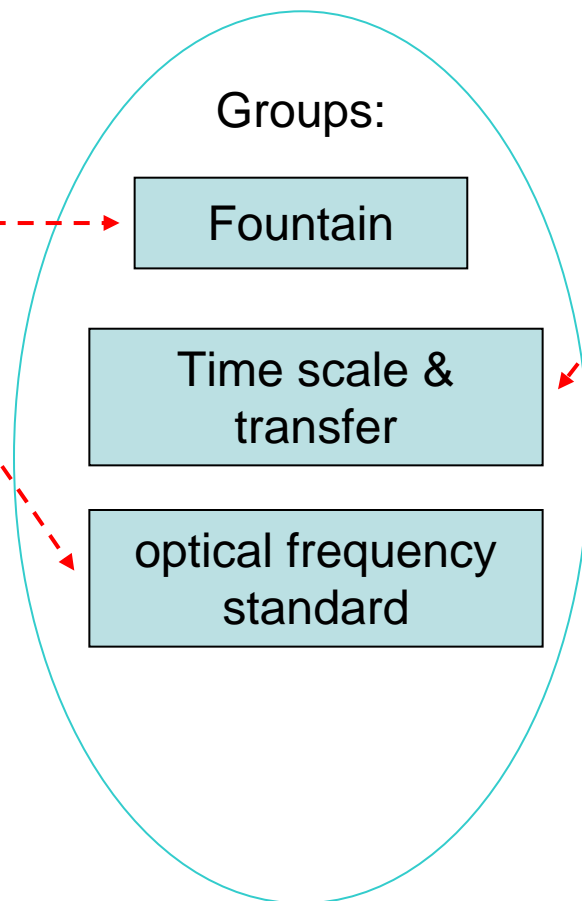 Groups:
Fountain
Time scale &
transfer
optical frequency
standard